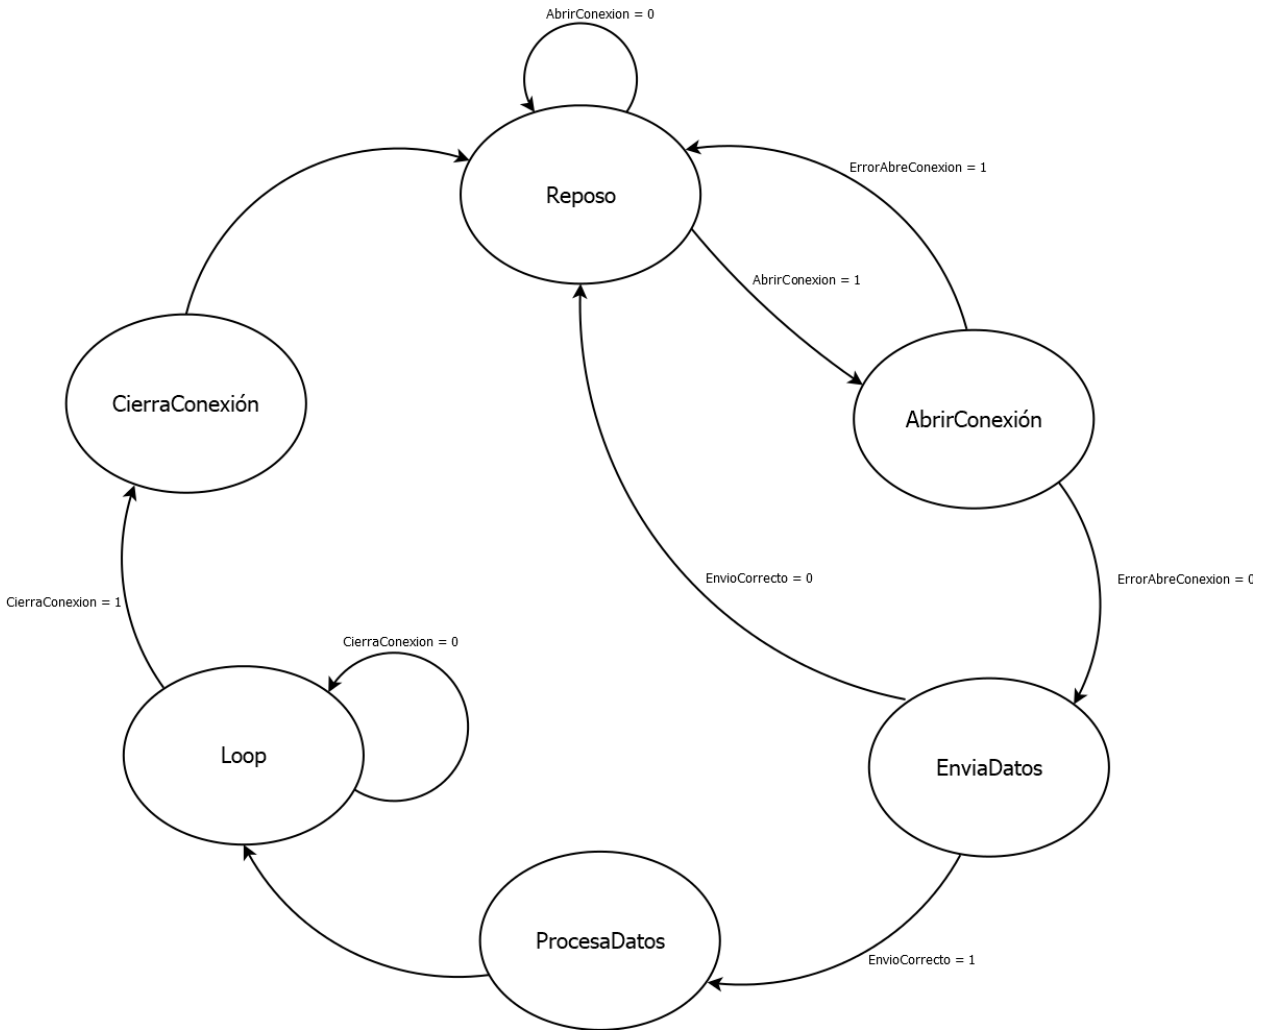 AbrirConexion = 0
Reposo
ErrorAbreConexion = 1
AbrirConexion = 1
CierraConexión
AbrirConexión
EnvioCorrecto = 0
ErrorAbreConexion = 0
CierraConexion = 1
CierraConexion = 0
Loop
EnviaDatos
ProcesaDatos
EnvioCorrecto = 1